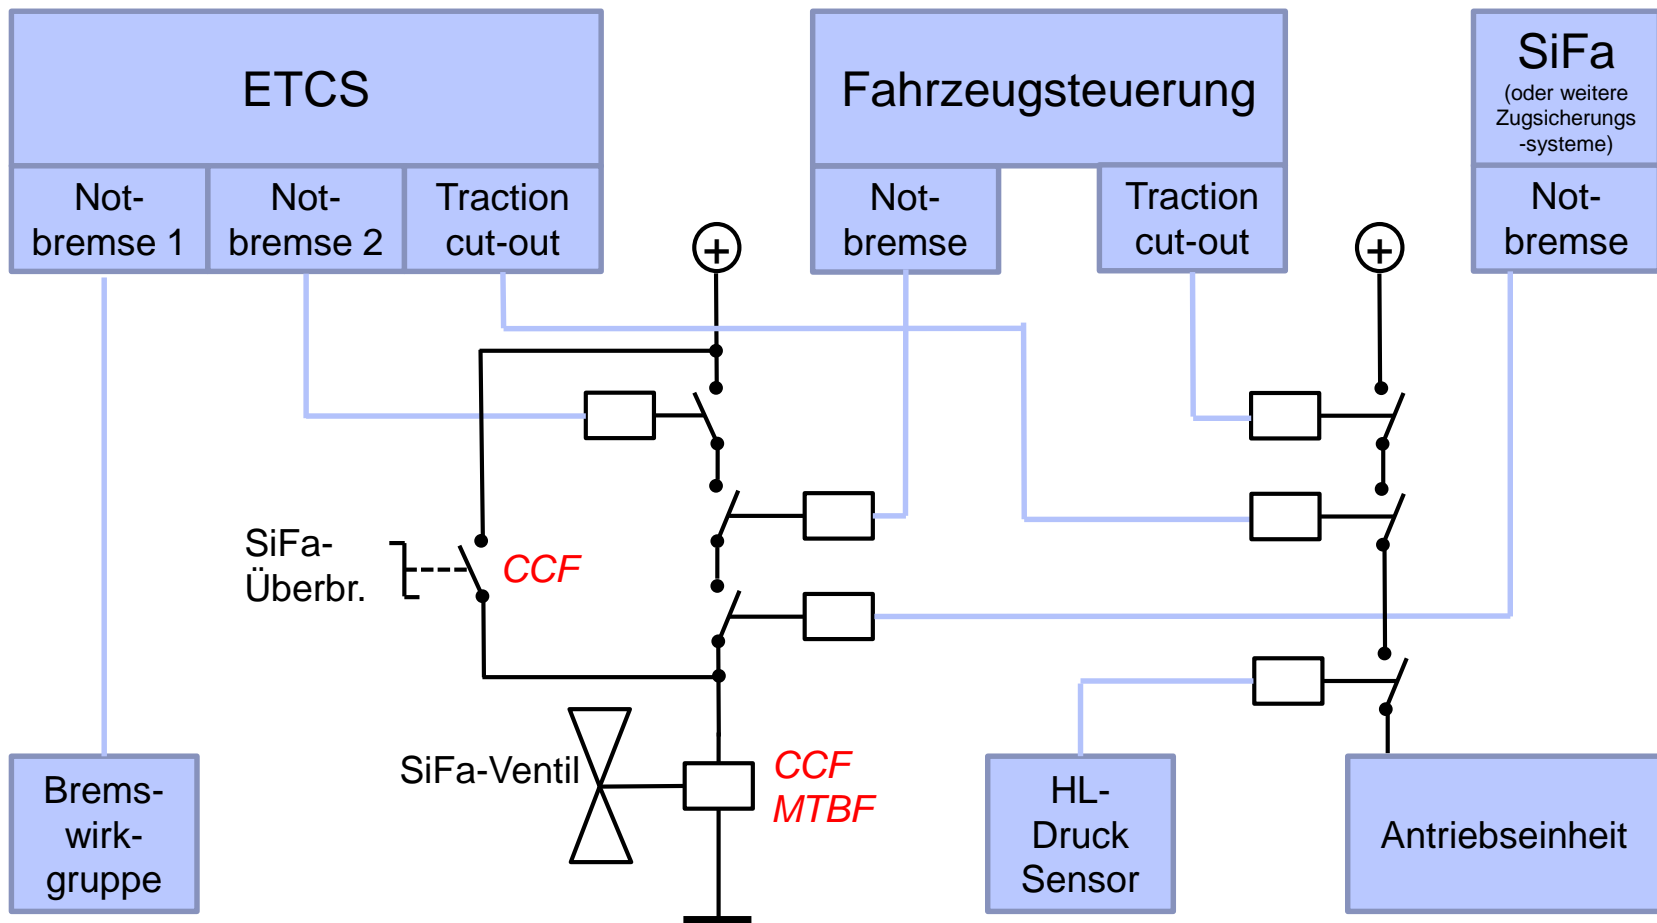 ETCS
Not-
bremse 1
Not-
bremse 2
Traction
cut-out
Fahrzeugsteuerung
Not-
bremse
Traction
cut-out
SiFa
(oder weitere
Zugsicherungs
-systeme)
Not-
bremse
+
+
SiFa-
Überbr.
CCF
SiFa-Ventil
CCF
MTBF
Brems-
wirk-
gruppe
HL-
Druck
Sensor
Antriebseinheit